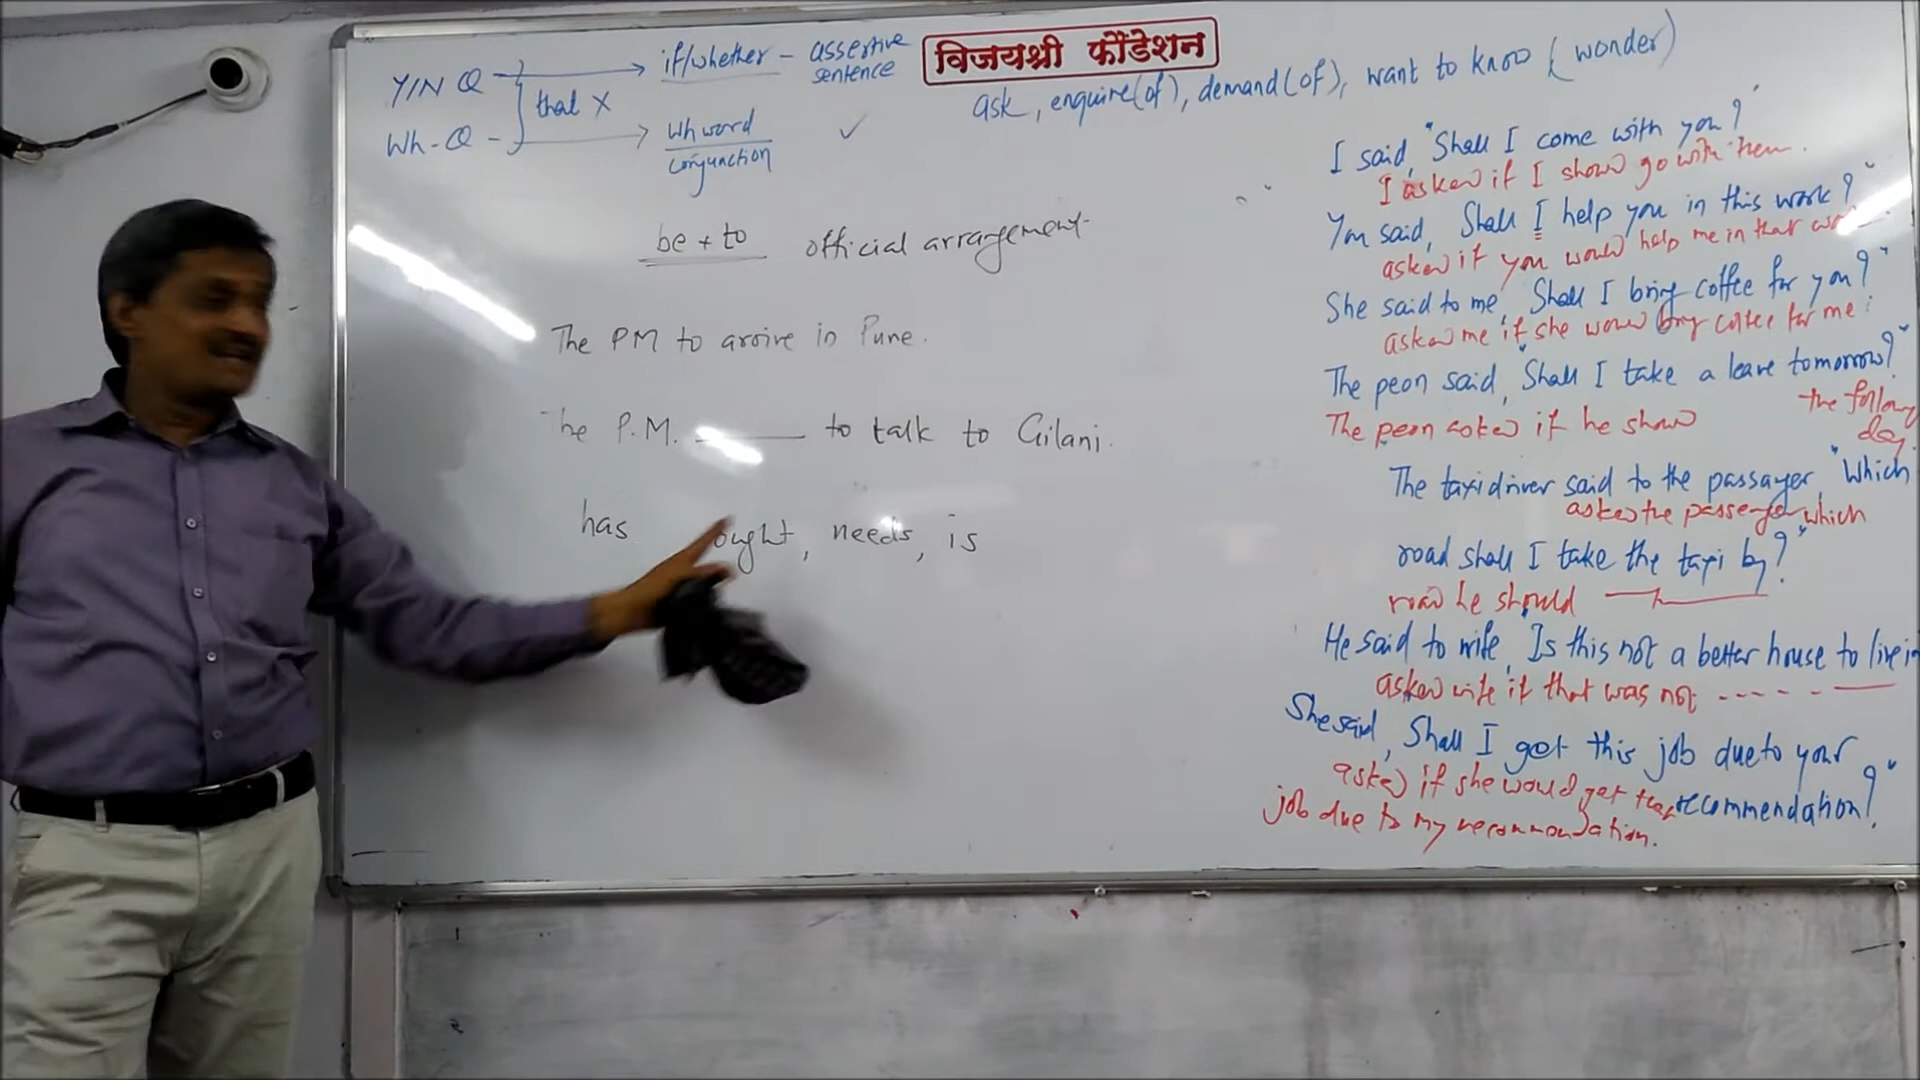 विजयश्री फौंडेशन
Y/N Q → if/whether - assertive sentence
that X
Wh-Q - → Wh word
conjunction
✓
ask, enquire(of), demand(of), want to know (wonder)
be + to official arrangement
The PM to arrive in Pune.
The P.M. ______ to talk to Gilani.
has ought, needs, is
I said, "Shall I come with you?"
I asked if I should go with them.
You said, Shall I help you in this work?"
asked if you would help me in that
She said to me, Shall I bring coffee for you?"
asked me if she would bring coffee for me.
The peon said, "Shall I take a leave tomorrow?"
The peon asked if he should the following day
The taxi driver said to the passenger, "Which
asked the passenger which
road shall I take the taxi by?"
road he should
He said to wife, Is this not a better house to live in
asked wife if that was not - - - - -
She said, Shall I get this job due to your
asked if she would get that recommendation?"
job due to my recommendation.